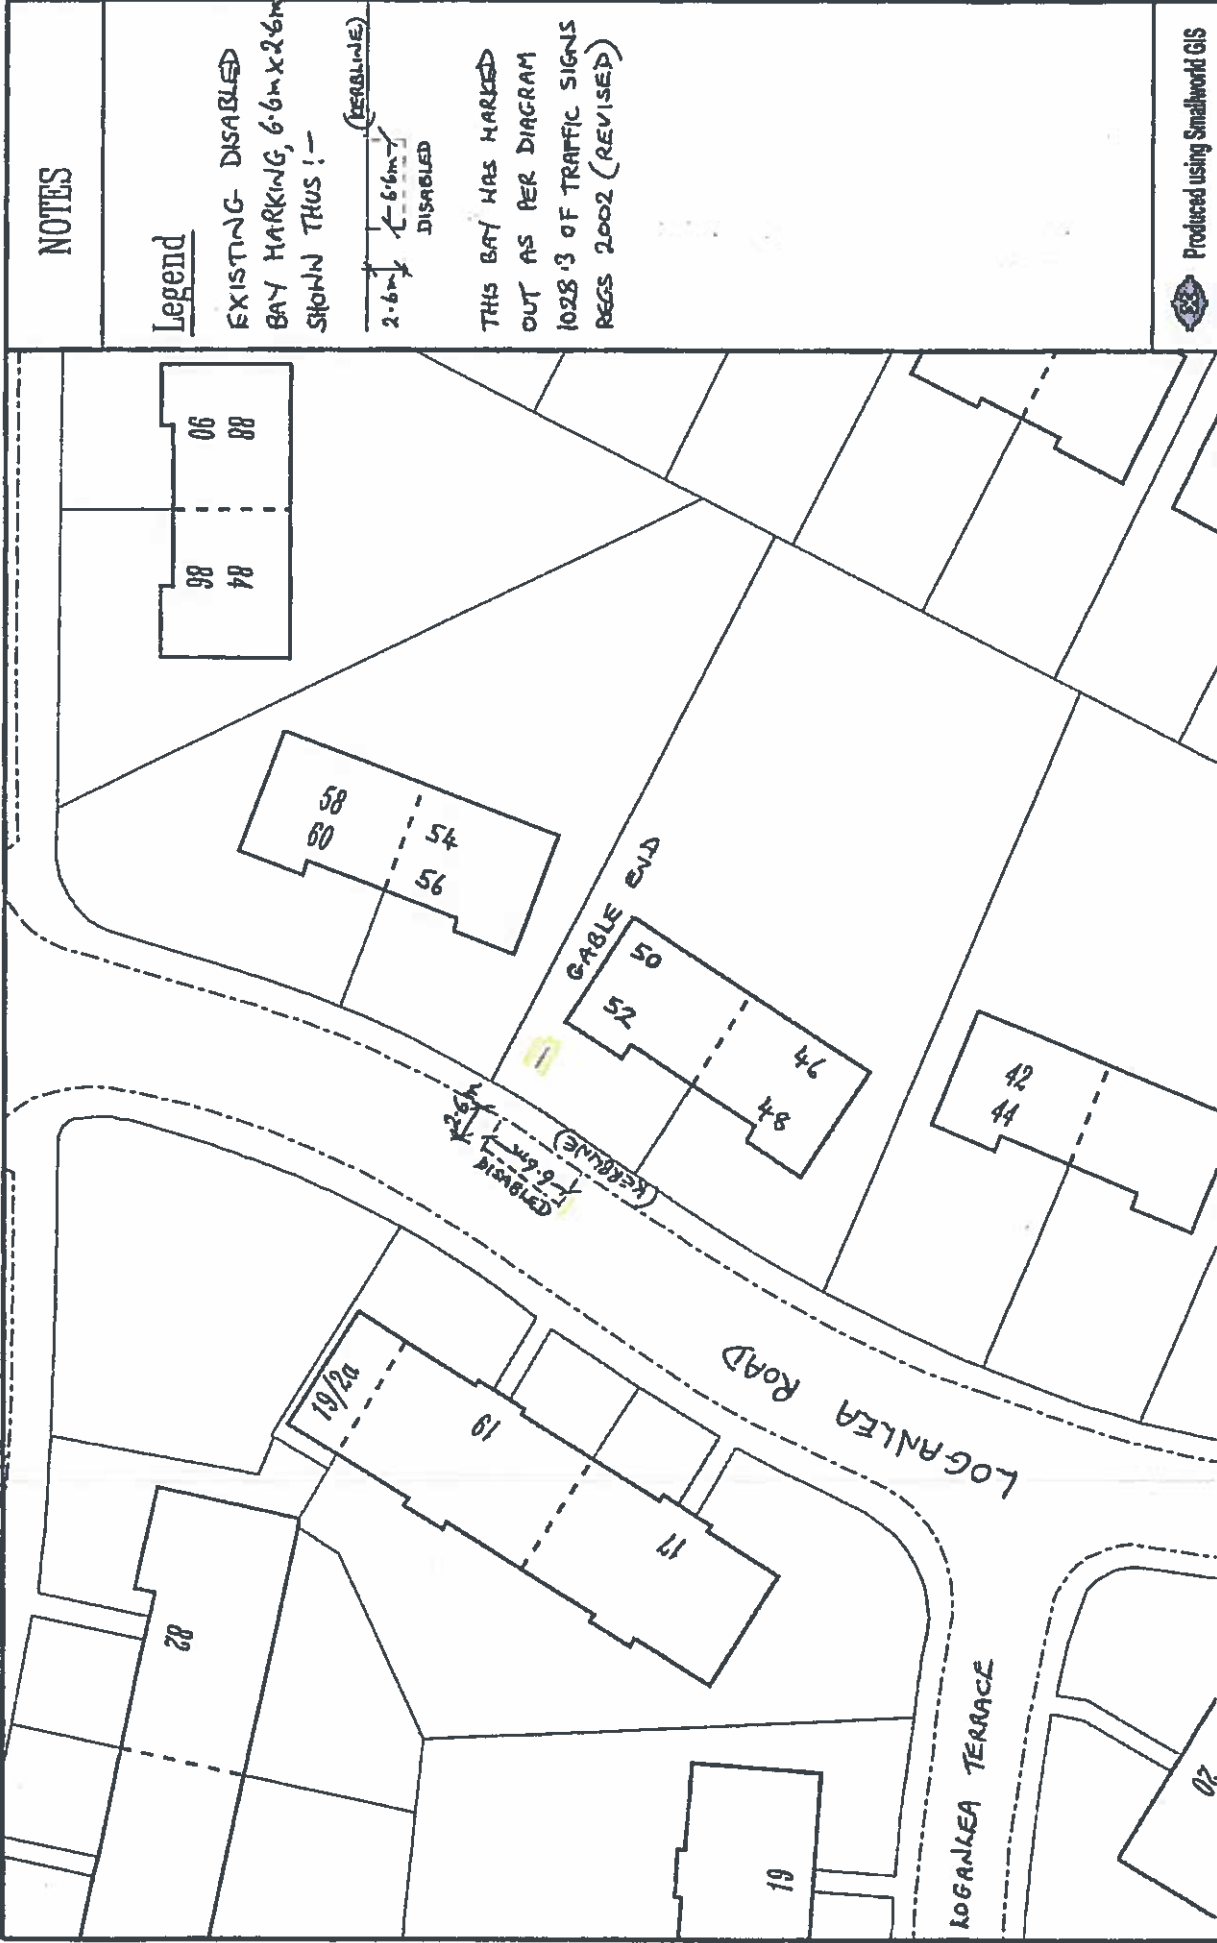 NOTES
Legend
EXISTING DISABLED
BAY MARKING, 6·6m x 2·6m
SHOWN THUS :-
(KERBLINE)
2·6m
6·6m
DISABLED
THIS BAY WAS MARKED
OUT AS PER DIAGRAM
1028·3 OF TRAFFIC SIGNS
REGS 2002 (REVISED)
Produced using Smallworld GIS
90
88
86
84
58
60
54
56
GABLE END
50
52
46
48
42
44
1
2·6m
6·6m
DISABLED
(KERBLINE)
LOGANLEA ROAD
19/2a
19
17
82
19
LOGANLEA TERRACE
20